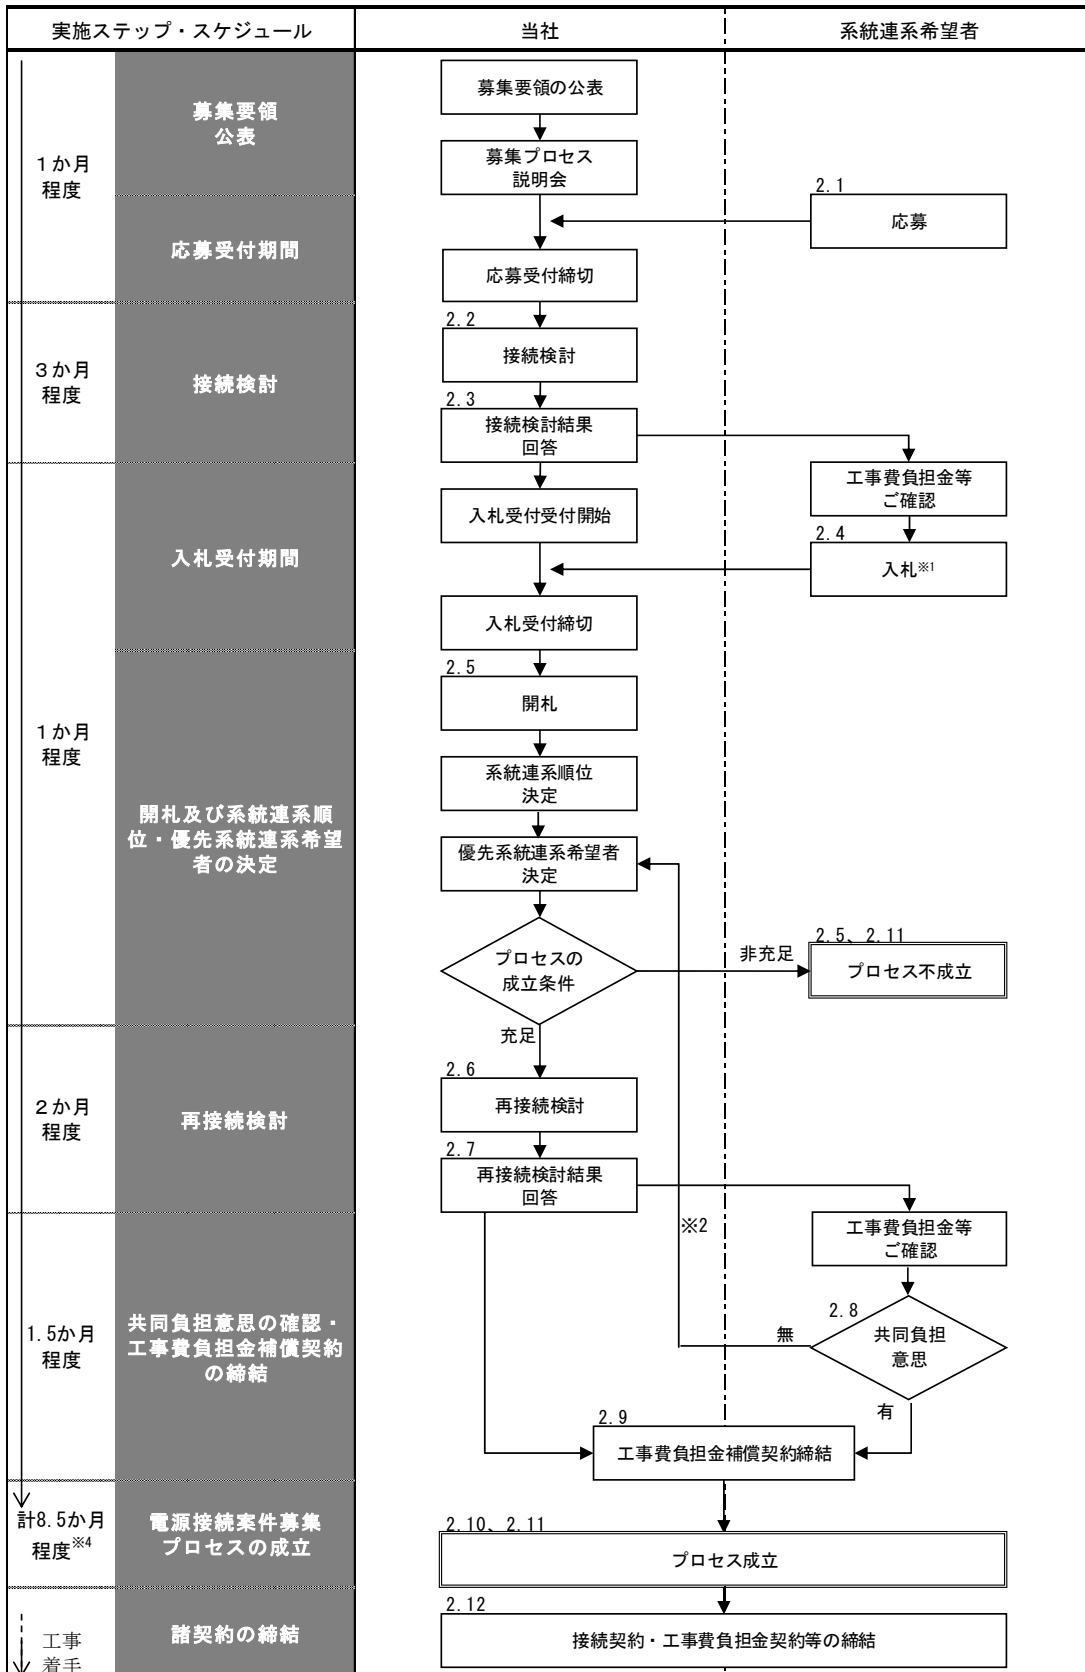 実施ステップ・スケジュール
当社
系統連系希望者
1か月
程度
募集要領
公表
募集要領の公表
募集プロセス
説明会
応募受付期間
2.1
応募
応募受付締切
3か月
程度
接続検討
2.2
接続検討
2.3
接続検討結果
回答
工事費負担金等
ご確認
1か月
程度
入札受付期間
入札受付受付開始
2.4
入札※1
入札受付締切
開札及び系統連系順
位・優先系統連系希望
者の決定
2.5
開札
系統連系順位
決定
優先系統連系希望者
決定
プロセスの
成立条件
非充足
2.5、2.11
プロセス不成立
充足
2か月
程度
再接続検討
2.6
再接続検討
2.7
再接続検討結果
回答
※2
工事費負担金等
ご確認
1.5か月
程度
共同負担意思の確認・
工事費負担金補償契約
の締結
2.8
共同負担
意思
無
有
2.9
工事費負担金補償契約締結
計8.5か月
程度※4
電源接続案件募集
プロセスの成立
2.10、2.11
プロセス成立
工事
着手
諸契約の締結
2.12
接続契約・工事費負担金契約等の締結